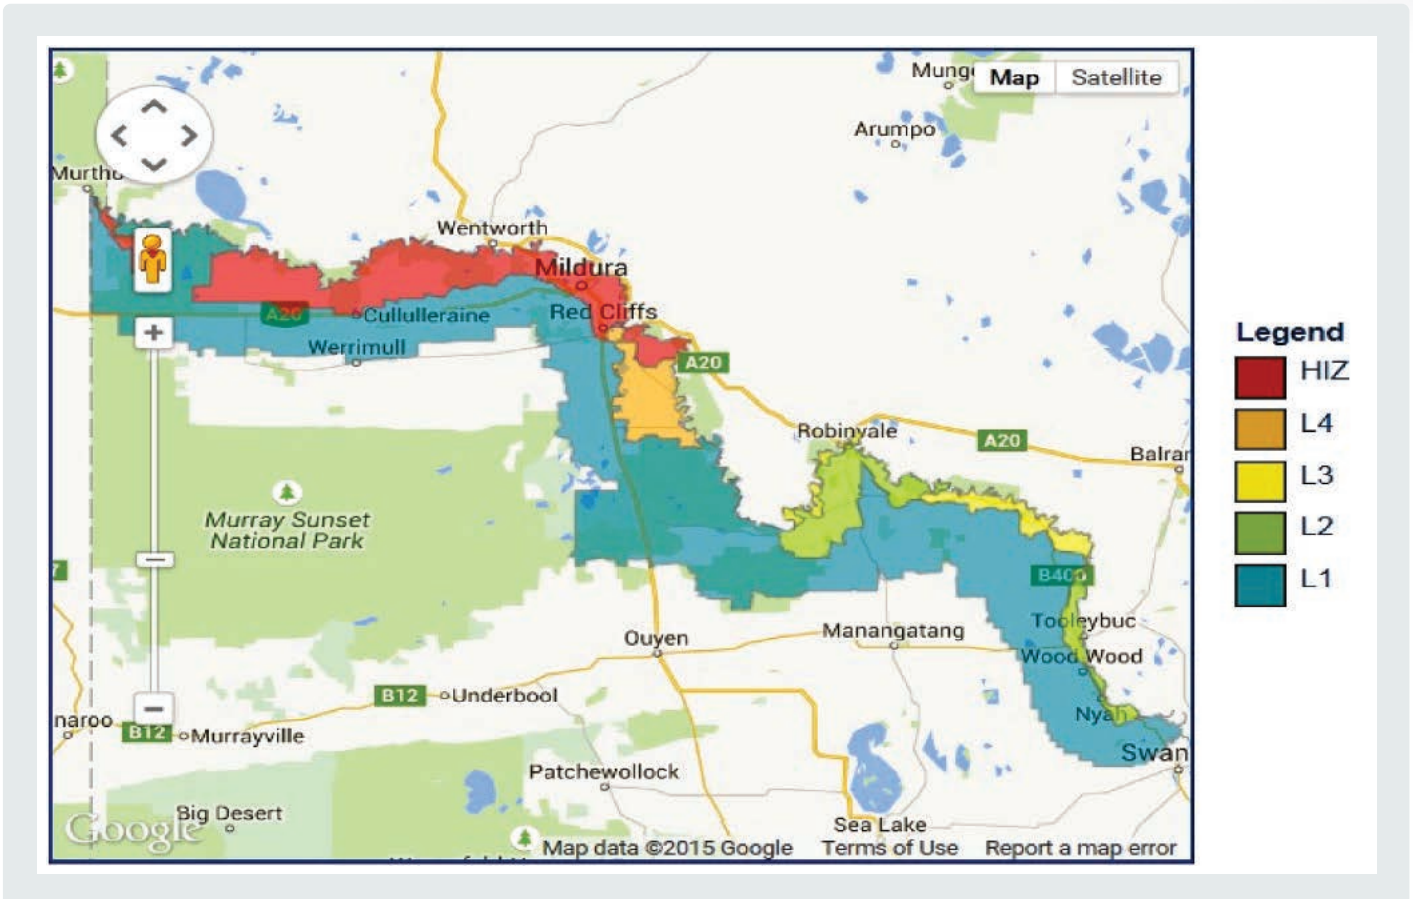 Mung
Map
Satellite
Arumpo
Murtho
Wentworth
Mildura
A20
Cullulleraine
Red Cliffs
Werrimull
A20
Robinvale
A20
Balrar
Murray Sunset
National Park
B400
Tooleybuc
Ouyen
Manangatang
Wood Wood
B12
Underbool
Nyah
naroo
B12
Murrayville
Swan
Patchewollock
Big Desert
Google
Sea Lake
Map data ©2015 Google
Terms of Use
Report a map error
Legend
HIZ
L4
L3
L2
L1